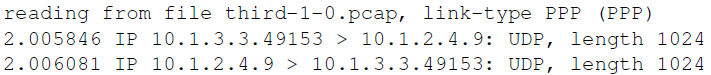 reading from file third-1-0.pcap, link-type PPP (PPP)
2.005846 IP 10.1.3.3.49153 > 10.1.2.4.9: UDP, length 1024
2.006081 IP 10.1.2.4.9 > 10.1.3.3.49153: UDP, length 1024